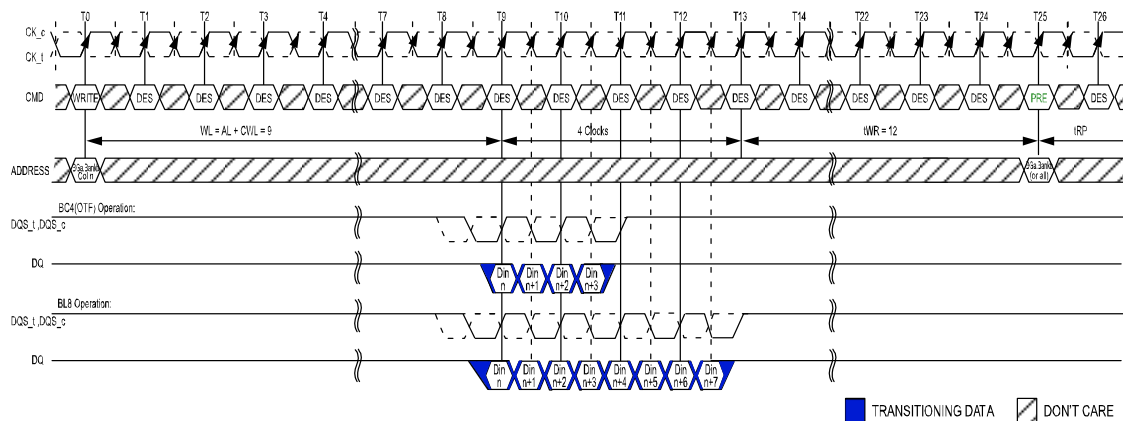 T0 T1 T2 T3 T4 T7 T8 T9 T10 T11 T12 T13 T14 T22 T23 T24 T25 T26
CK_c
CK_t
CMD WRITE DES DES DES DES DES DES DES DES DES DES DES DES DES DES DES PRE DES
WL = AL + CWL = 9 4 Clocks tWR = 12 tRP
ADDRESS
Col n (or all)
BC4(OTF) Operation:
DQS_t ,DQS_c
DQ
Din Din Din Din
n n+1 n+2 n+3
BL8 Operation:
DQS_t ,DQS_c
DQ
Din Din Din Din Din Din Din Din
n n+1 n+2 n+3 n+4 n+5 n+6 n+7
TRANSITIONING DATA DON'T CARE